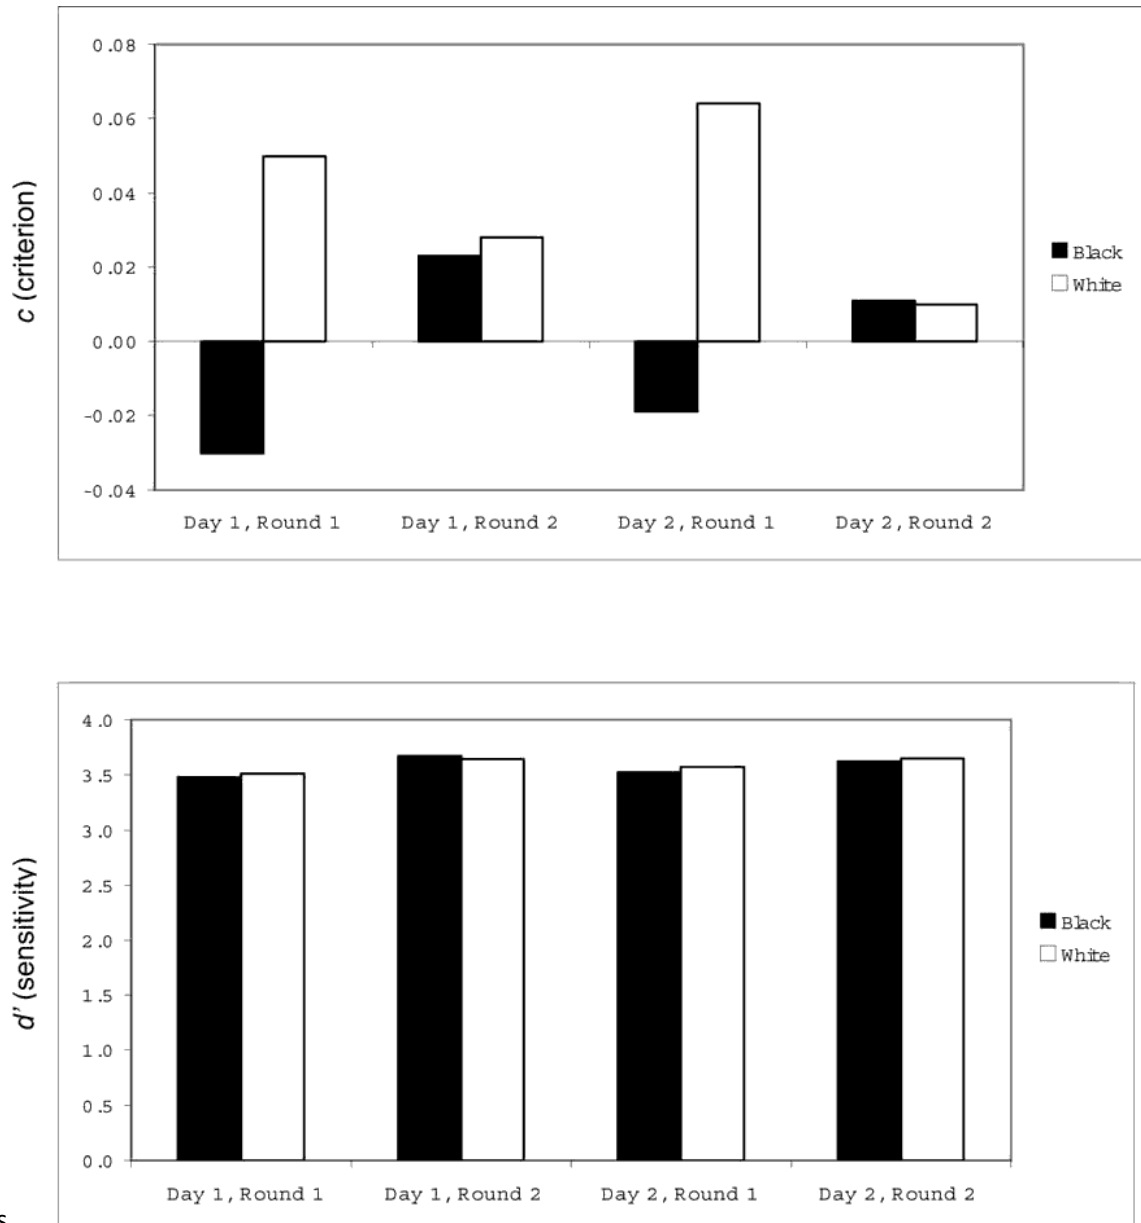 0.08
0.06
0.04
0.02
0.00
-0.02
-0.04
c (criterion)
Day 1, Round 1
Day 1, Round 2
Day 2, Round 1
Day 2, Round 2
Black
White
4.0
3.5
3.0
2.5
2.0
1.5
1.0
0.5
0.0
d' (sensitivity)
Day 1, Round 1
Day 1, Round 2
Day 2, Round 1
Day 2, Round 2
Black
White
s